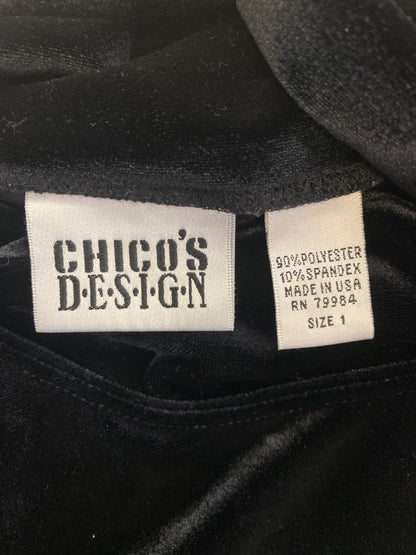 CHICO'S
D·E·S·I·G·N
90%POLYESTER
10%SPANDEX
MADE IN USA
RN 79984
SIZE 1